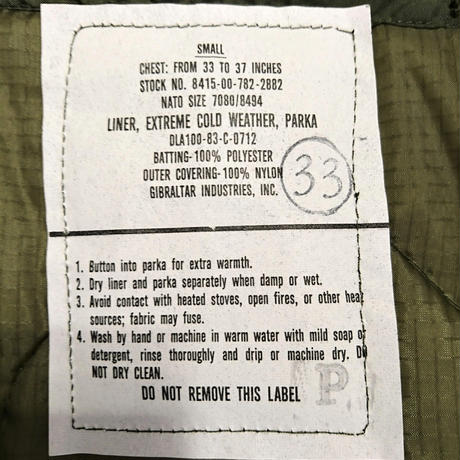 SMALL
CHEST: FROM 33 TO 37 INCHES
STOCK NO. 8415-00-782-2882
NATO SIZE 7080/8494
LINER, EXTREME COLD WEATHER, PARKA
DLA100-83-C-0712
BATTING-100% POLYESTER
OUTER COVERING-100% NYLON
GIBRALTAR INDUSTRIES, INC.
33
1. Button into parka for extra warmth.
2. Dry liner and parka separately when damp or wet.
3. Avoid contact with heated stoves, open fires, or other heat
sources; fabric may fuse.
4. Wash by hand or machine in warm water with mild soap or
detergent, rinse thoroughly and drip or machine dry. DO
NOT DRY CLEAN.
DO NOT REMOVE THIS LABEL
P